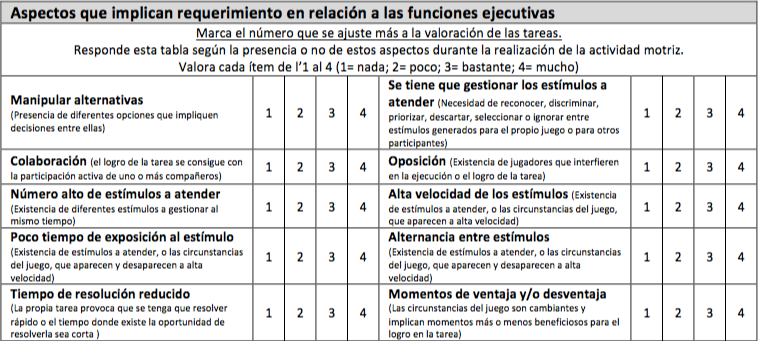 Aspectos que implican requerimiento en relación a las funciones ejecutivas
Marca el número que se ajuste más a la valoración de las tareas.
Responde esta tabla según la presencia o no de estos aspectos durante la realización de la actividad motriz.
Valora cada ítem de l’1 al 4 (1= nada; 2= poco; 3= bastante; 4= mucho)
Manipular alternativas
(Presencia de diferentes opciones que impliquen
decisiones entre ellas)
1 2 3 4
Se tiene que gestionar los estímulos a
atender (Necesidad de reconocer, discriminar,
priorizar, descartar, seleccionar o ignorar entre
estímulos generados para el propio juego o para otros
participantes)
1 2 3 4
Colaboración (el logro de la tarea se consigue con
la participación activa de uno o más compañeros)
1 2 3 4
Oposición (Existencia de jugadores que interfieren
en la ejecución o el logro de la tarea)
1 2 3 4
Número alto de estímulos a atender
(Existencia de diferentes estímulos a gestionar al
mismo tiempo)
1 2 3 4
Alta velocidad de los estímulos (Existencia
de estímulos a atender, o las circunstancias del juego,
que aparecen a alta velocidad)
1 2 3 4
Poco tiempo de exposición al estímulo
(Existencia de estímulos a atender, o las circunstancias
del juego, que aparecen y desaparecen a alta
velocidad)
1 2 3 4
Alternancia entre estímulos
(Existencia de estímulos a atender, o las circunstancias
del juego, que aparecen y desaparecen a alta
velocidad)
1 2 3 4
Tiempo de resolución reducido
(La propia tarea provoca que se tenga que resolver
rápido o el tiempo donde existe la oportunidad de
resolverla sea corta )
1 2 3 4
Momentos de ventaja y/o desventaja
(Las circunstancias del juego son cambiantes y
implican momentos más o menos beneficiosos para el
logro en la tarea)
1 2 3 4